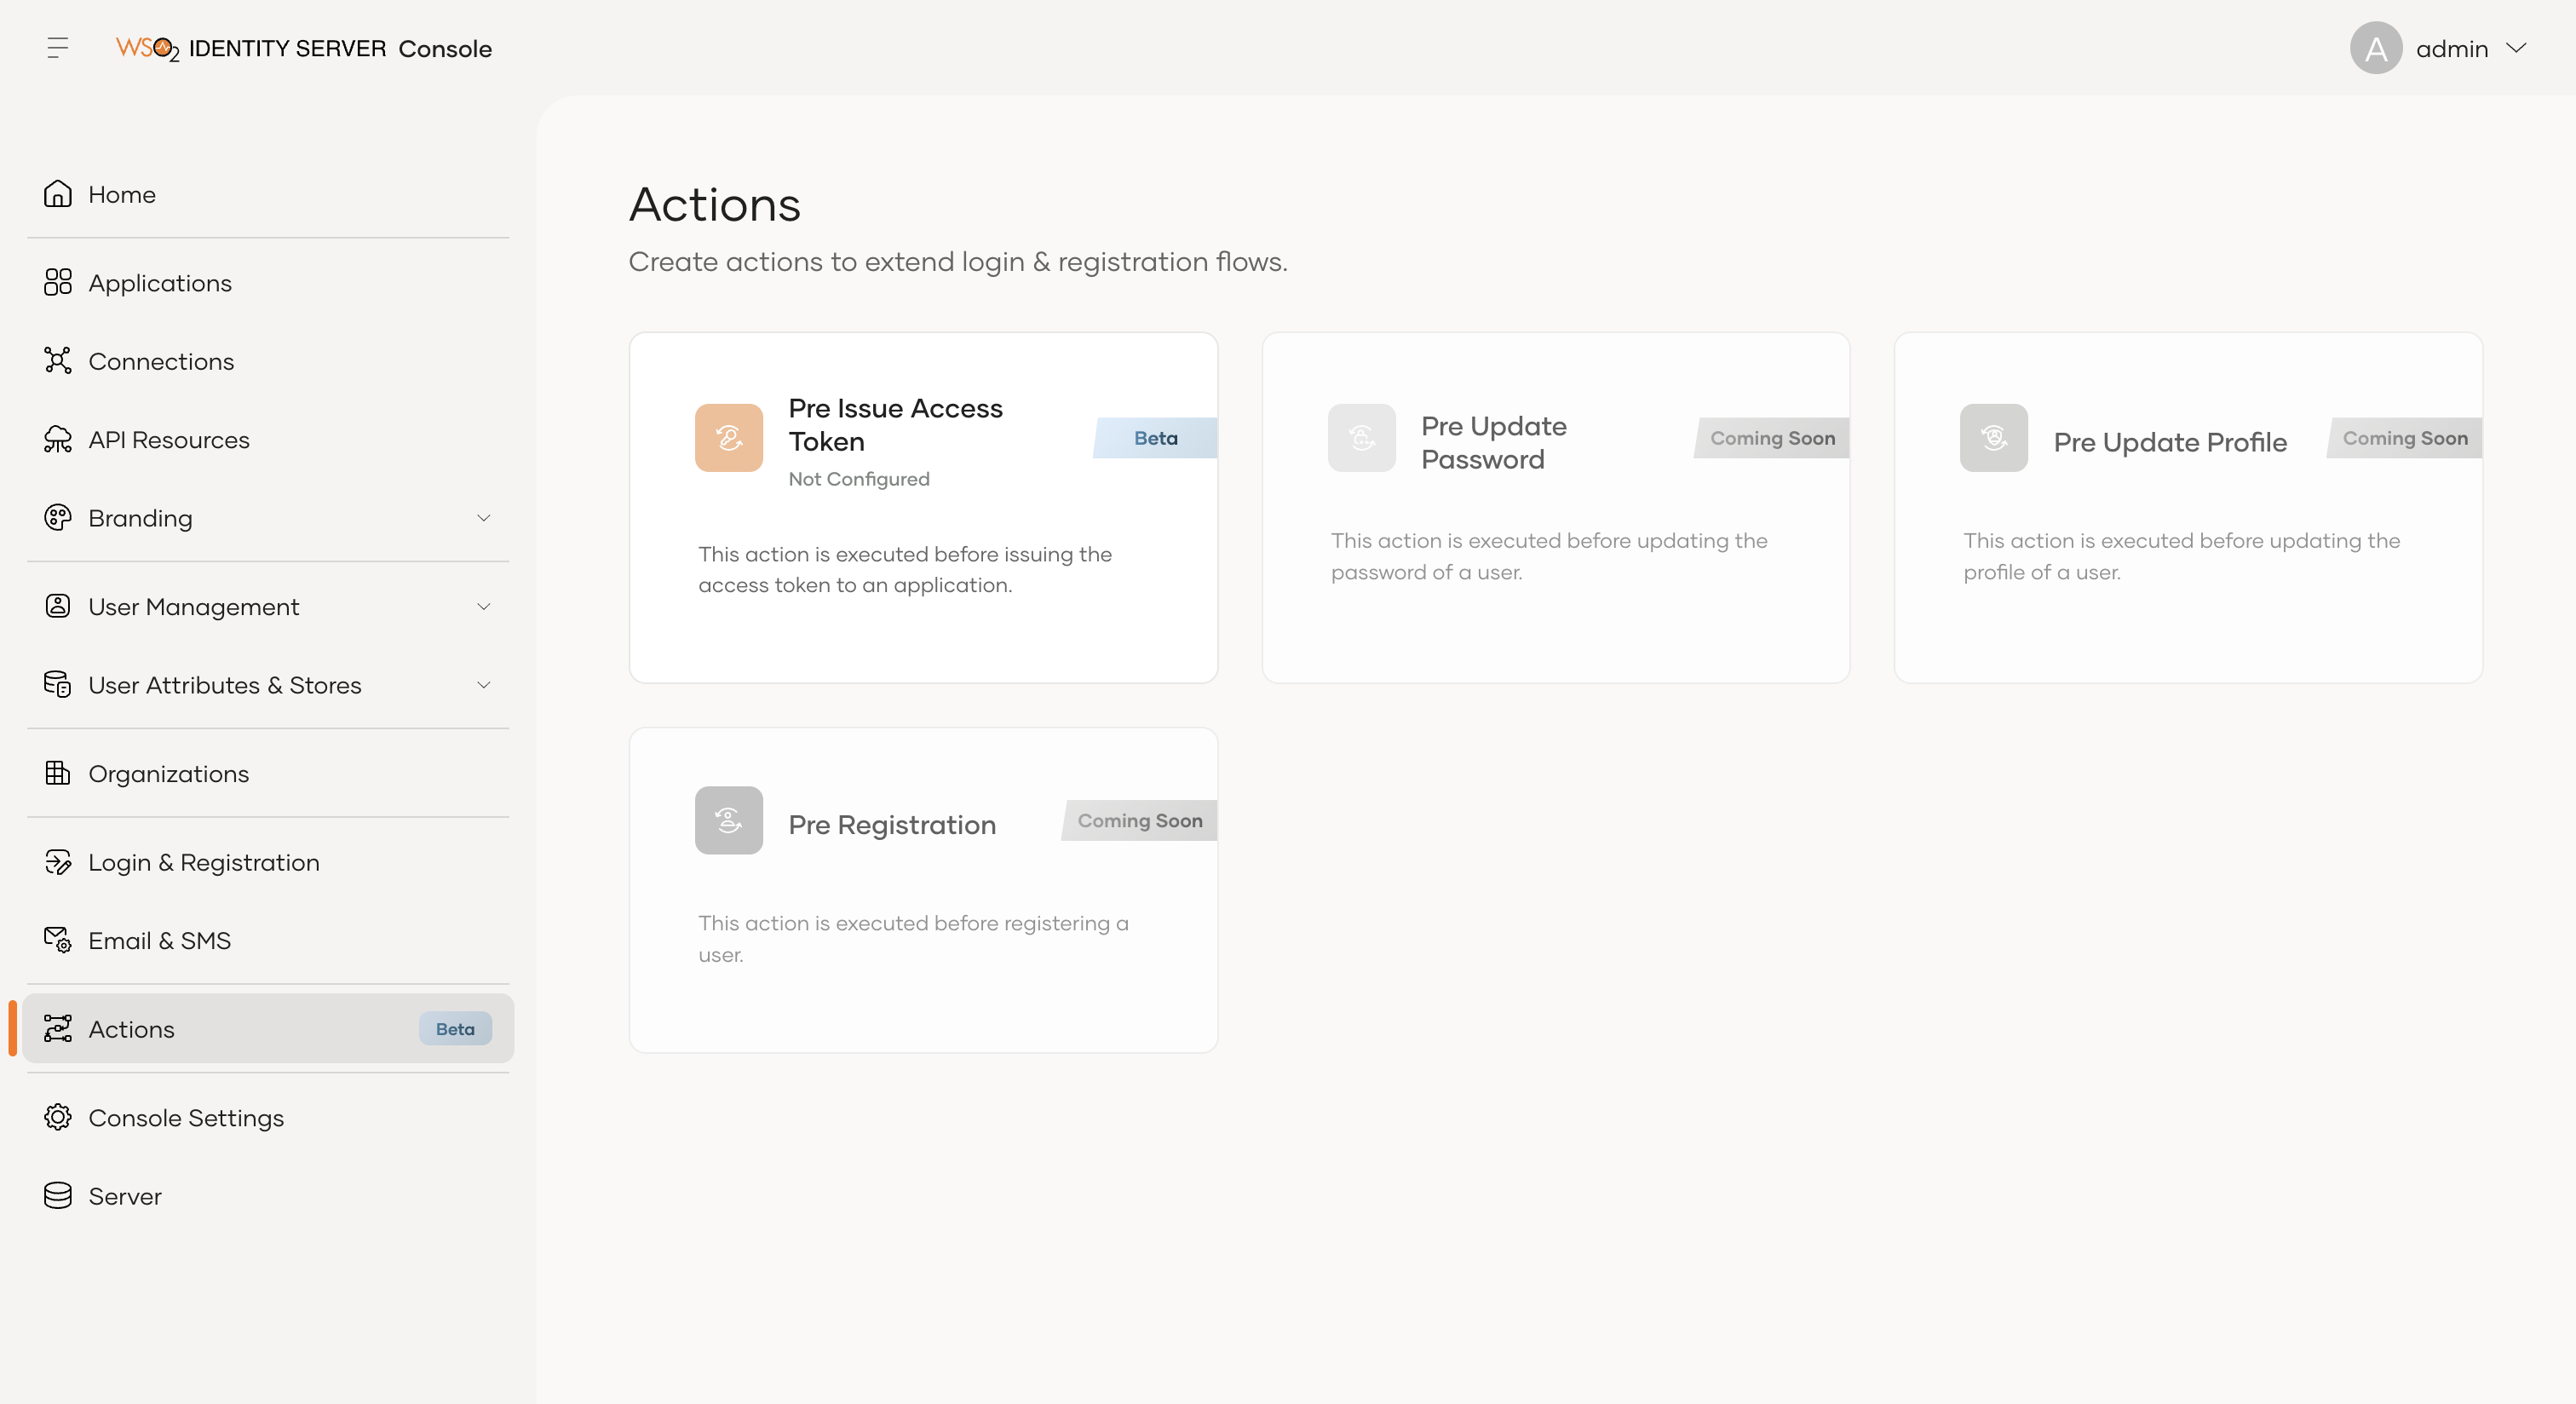 WSO2 IDENTITY SERVER Console
A admin
Home
Applications
Connections
API Resources
Branding
User Management
User Attributes & Stores
Organizations
Login & Registration
Email & SMS
Actions Beta
Console Settings
Server
Actions
Create actions to extend login & registration flows.
Pre Issue Access
Token
Beta
Not Configured
This action is executed before issuing the
access token to an application.
Pre Update
Password
Coming Soon
This action is executed before updating the
password of a user.
Pre Update Profile
Coming Soon
This action is executed before updating the
profile of a user.
Pre Registration
Coming Soon
This action is executed before registering a
user.